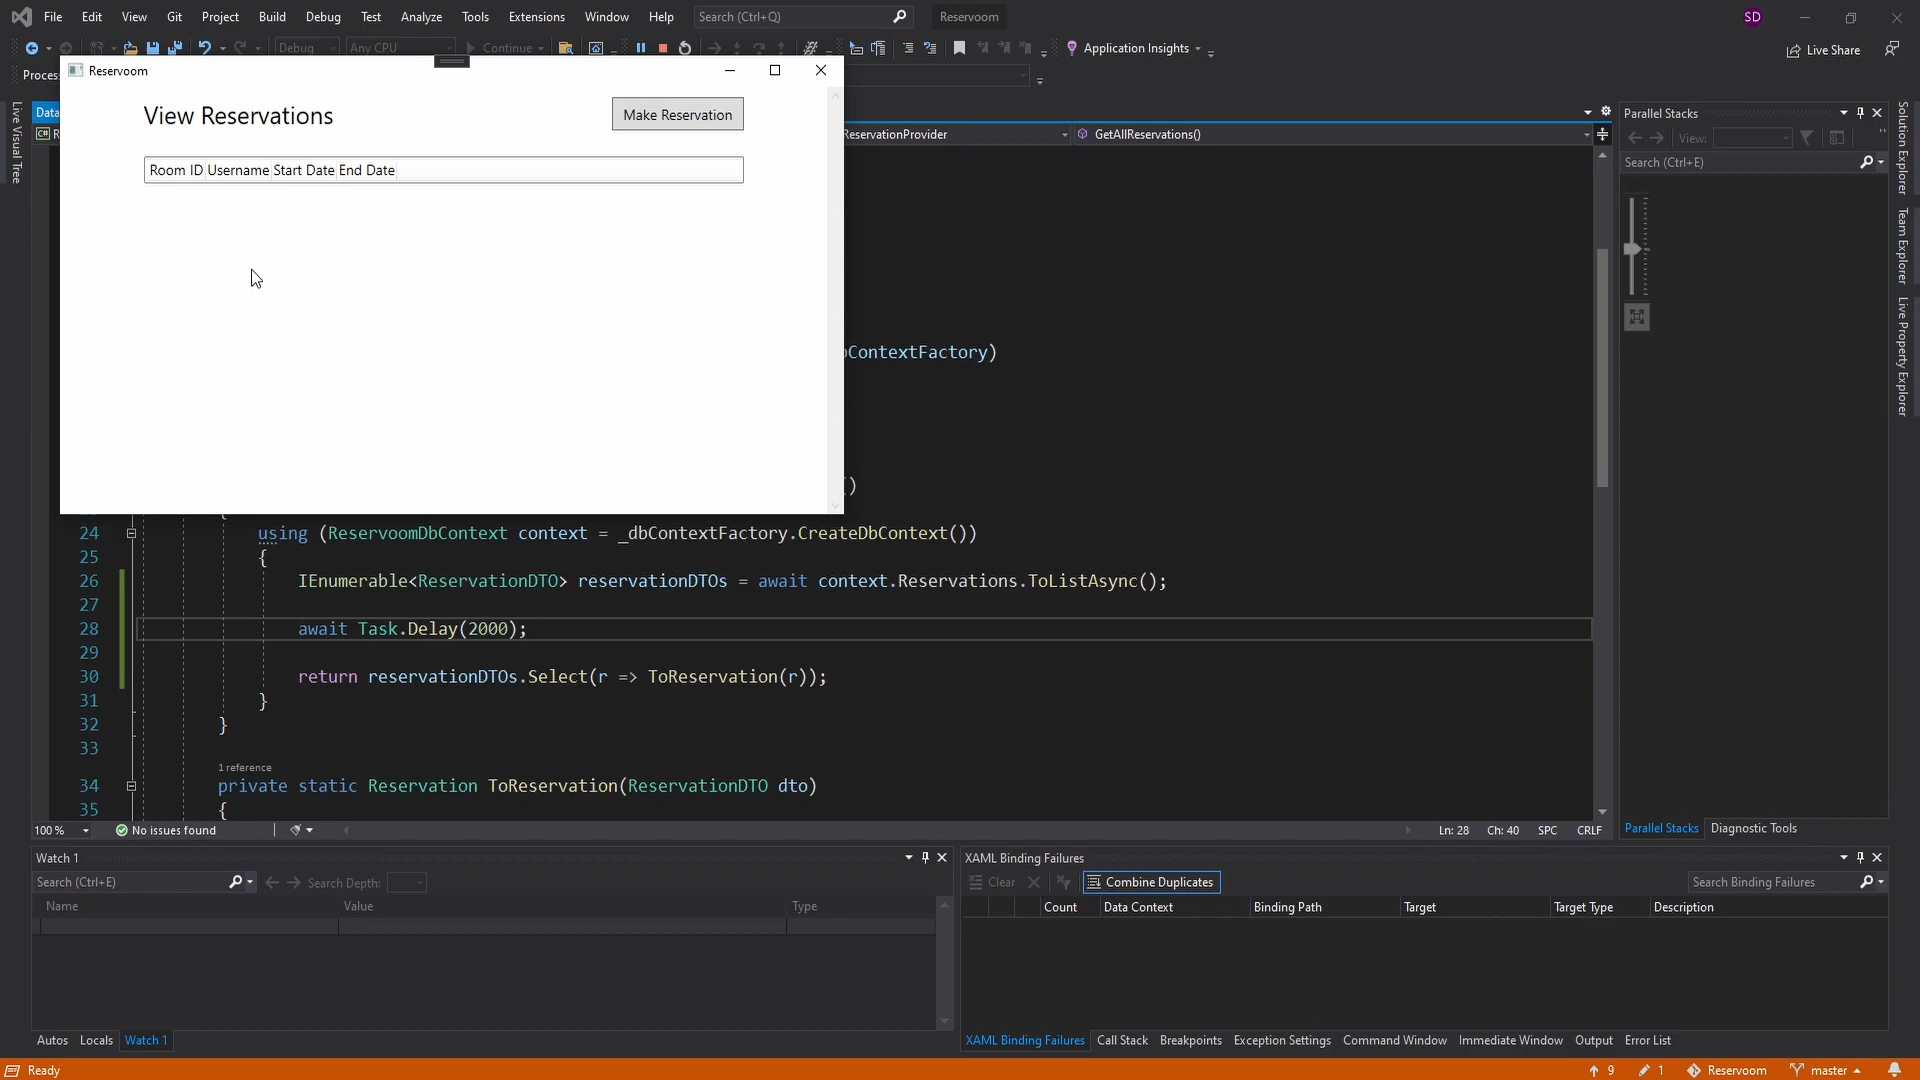 File Edit View Git Project Build Debug Test Analyze Tools Extensions Window Help Search (Ctrl+Q) Reservoom SD
Debug Any CPU Continue Application Insights Live Share
Reservoom
Proces
View Reservations Make Reservation
Room ID Username Start Date End Date
Live Visual Tree
Data
ReservationProvider GetAllReservations()
bContextFactory)
()
24 using (ReservoomDbContext context = _dbContextFactory.CreateDbContext())
25 {
26 IEnumerable<ReservationDTO> reservationDTOs = await context.Reservations.ToListAsync();
27
28 await Task.Delay(2000);
29
30 return reservationDTOs.Select(r => ToReservation(r));
31 }
32 }
33
1 reference
34 private static Reservation ToReservation(ReservationDTO dto)
35 {
100 % No issues found Ln: 28 Ch: 40 SPC CRLF
Parallel Stacks
View:
Search (Ctrl+E)
Parallel Stacks Diagnostic Tools
Solution Explorer
Team Explorer
Live Property Explorer
Watch 1
Search (Ctrl+E) Search Depth:
Name Value Type
Autos Locals Watch 1
XAML Binding Failures
Clear Combine Duplicates Search Binding Failures
Count Data Context Binding Path Target Target Type Description
XAML Binding Failures Call Stack Breakpoints Exception Settings Command Window Immediate Window Output Error List
Ready 9 1 Reservoom master